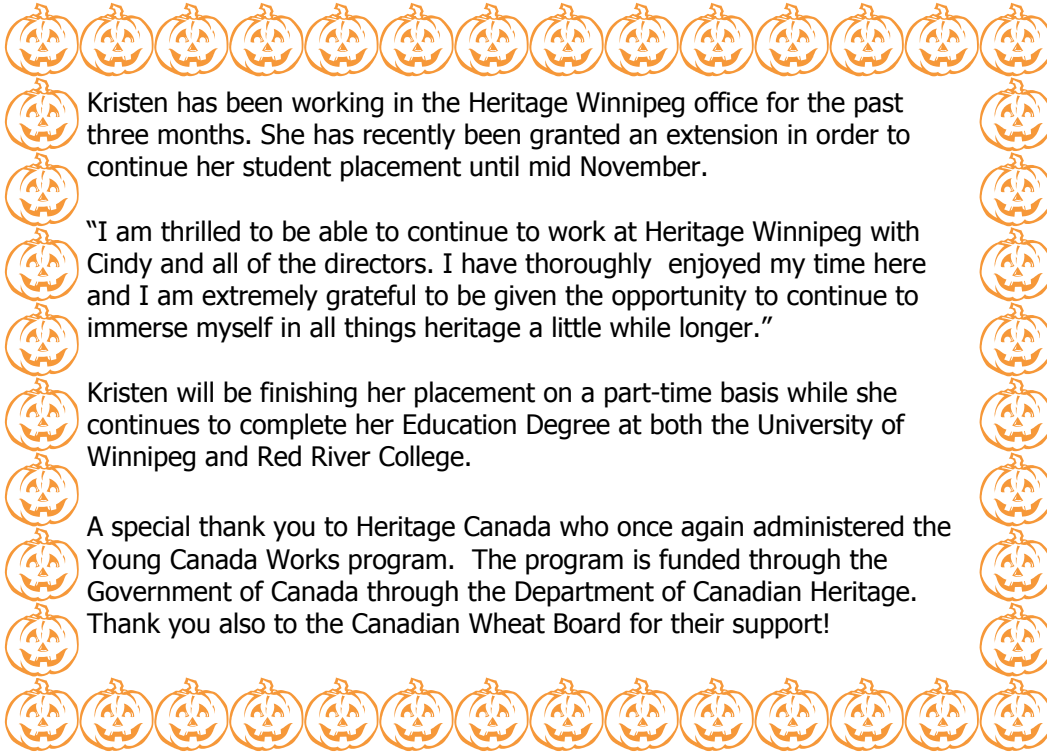 Kristen has been working in the Heritage Winnipeg office for the past
three months. She has recently been granted an extension in order to
continue her student placement until mid November.
“I am thrilled to be able to continue to work at Heritage Winnipeg with
Cindy and all of the directors. I have thoroughly  enjoyed my time here
and I am extremely grateful to be given the opportunity to continue to
immerse myself in all things heritage a little while longer.”
Kristen will be finishing her placement on a part-time basis while she
continues to complete her Education Degree at both the University of
Winnipeg and Red River College.
A special thank you to Heritage Canada who once again administered the
Young Canada Works program.  The program is funded through the
Government of Canada through the Department of Canadian Heritage.
Thank you also to the Canadian Wheat Board for their support!